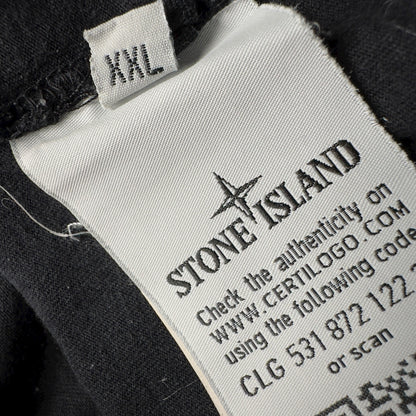 XXL
STONE ISLAND
Check the authenticity on
WWW.CERTILOGO.COM
using the following code
CLG 531 872 122
or scan